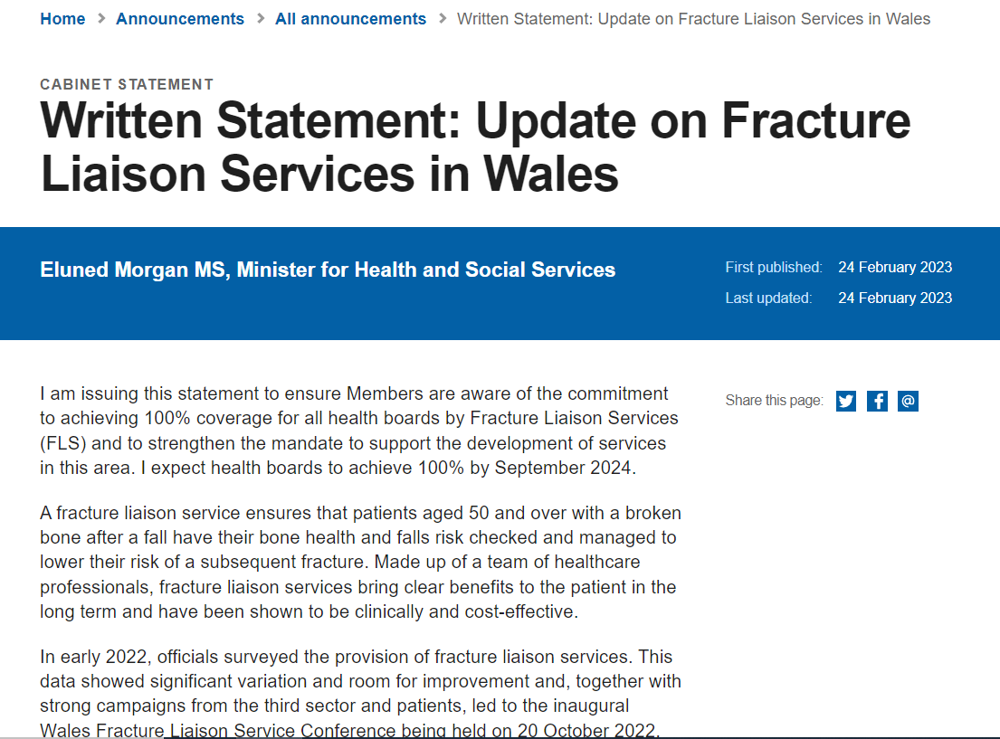 Home > Announcements > All announcements > Written Statement: Update on Fracture Liaison Services in Wales
CABINET STATEMENT
Written Statement: Update on Fracture
Liaison Services in Wales
Eluned Morgan MS, Minister for Health and Social Services
First published: 24 February 2023
Last updated: 24 February 2023
Share this page:
I am issuing this statement to ensure Members are aware of the commitment
to achieving 100% coverage for all health boards by Fracture Liaison Services
(FLS) and to strengthen the mandate to support the development of services
in this area. I expect health boards to achieve 100% by September 2024.
A fracture liaison service ensures that patients aged 50 and over with a broken
bone after a fall have their bone health and falls risk checked and managed to
lower their risk of a subsequent fracture. Made up of a team of healthcare
professionals, fracture liaison services bring clear benefits to the patient in the
long term and have been shown to be clinically and cost-effective.
In early 2022, officials surveyed the provision of fracture liaison services. This
data showed significant variation and room for improvement and, together with
strong campaigns from the third sector and patients, led to the inaugural
Wales Fracture Liaison Service Conference being held on 20 October 2022.